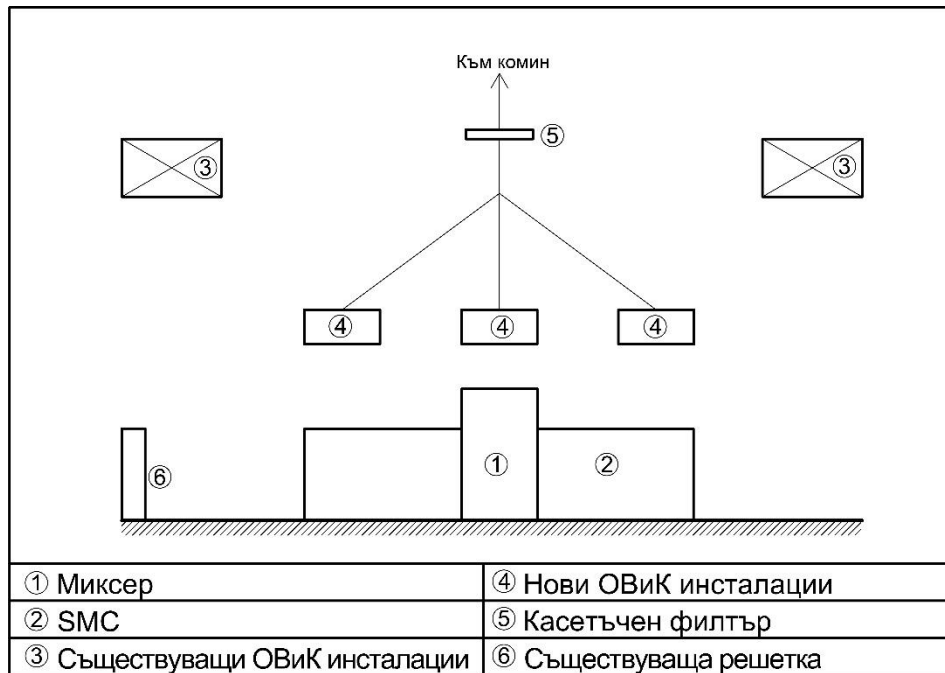 Към комин
⑤
③
③
④
④
④
⑥
①
②
① Миксер
④ Нови ОВиК инсталации
② SMC
⑤ Касетъчен филтър
③ Съществуващи ОВиК инсталации
⑥ Съществуваща решетка